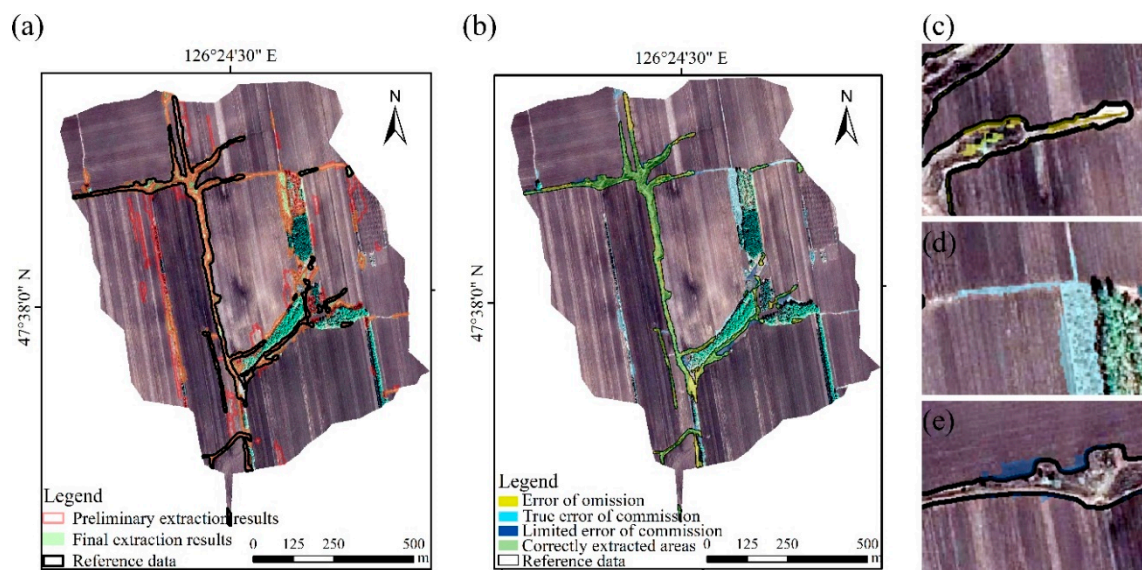 (a)
126°24'30" E
N
47°38'0" N
Legend
Preliminary extraction results
Final extraction results
Reference data
0 125 250 500
m
(b)
126°24'30" E
N
47°38'0" N
Legend
Error of omission
True error of commission
Limited error of commission
Correctly extracted areas
Reference data
0 125 250 500
m
(c)
(d)
(e)